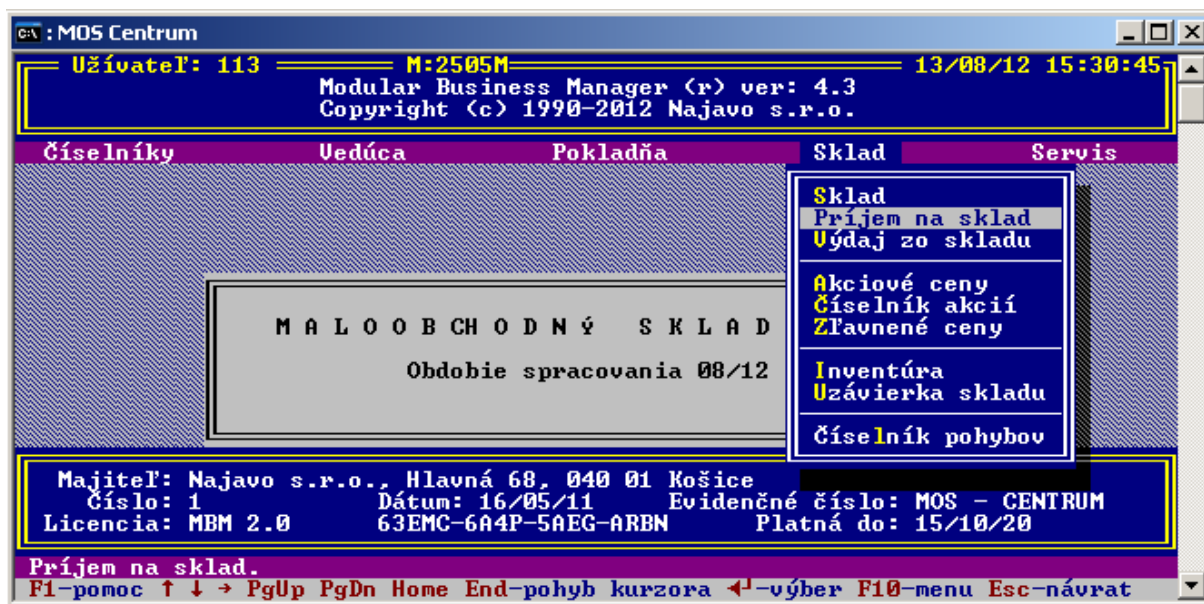 C:\ : MOS Centrum
Užívateľ: 113 M:2505M 13/08/12 15:30:45
Modular Business Manager (r) ver: 4.3
Copyright (c) 1990-2012 Najavo s.r.o.
Číselníky Vedúca Pokladňa Sklad Servis
Sklad
Príjem na sklad
Výdaj zo skladu
Akciové ceny
Číselník akcií
Zľavnené ceny
Inventúra
Uzávierka skladu
Číselník pohybov
M A L O O B CH O D N Ý S K L A D
Obdobie spracovania 08/12
Majiteľ: Najavo s.r.o., Hlavná 68, 040 01 Košice
Číslo: 1 Dátum: 16/05/11 Evidenčné číslo: MOS - CENTRUM
Licencia: MBM 2.0 63EMC-6A4P-5AEG-ARBN Platná do: 15/10/20
Príjem na sklad.
F1-pomoc ↑ ↓ → PgUp PgDn Home End-pohyb kurzora ◄┘-výber F10-menu Esc-návrat